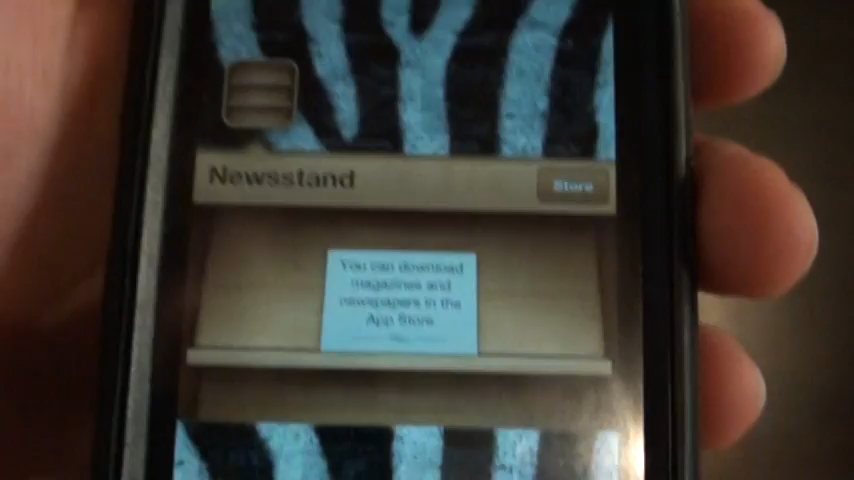 Newsstand
Store
You can download
magazines and
newspapers in the
App Store.